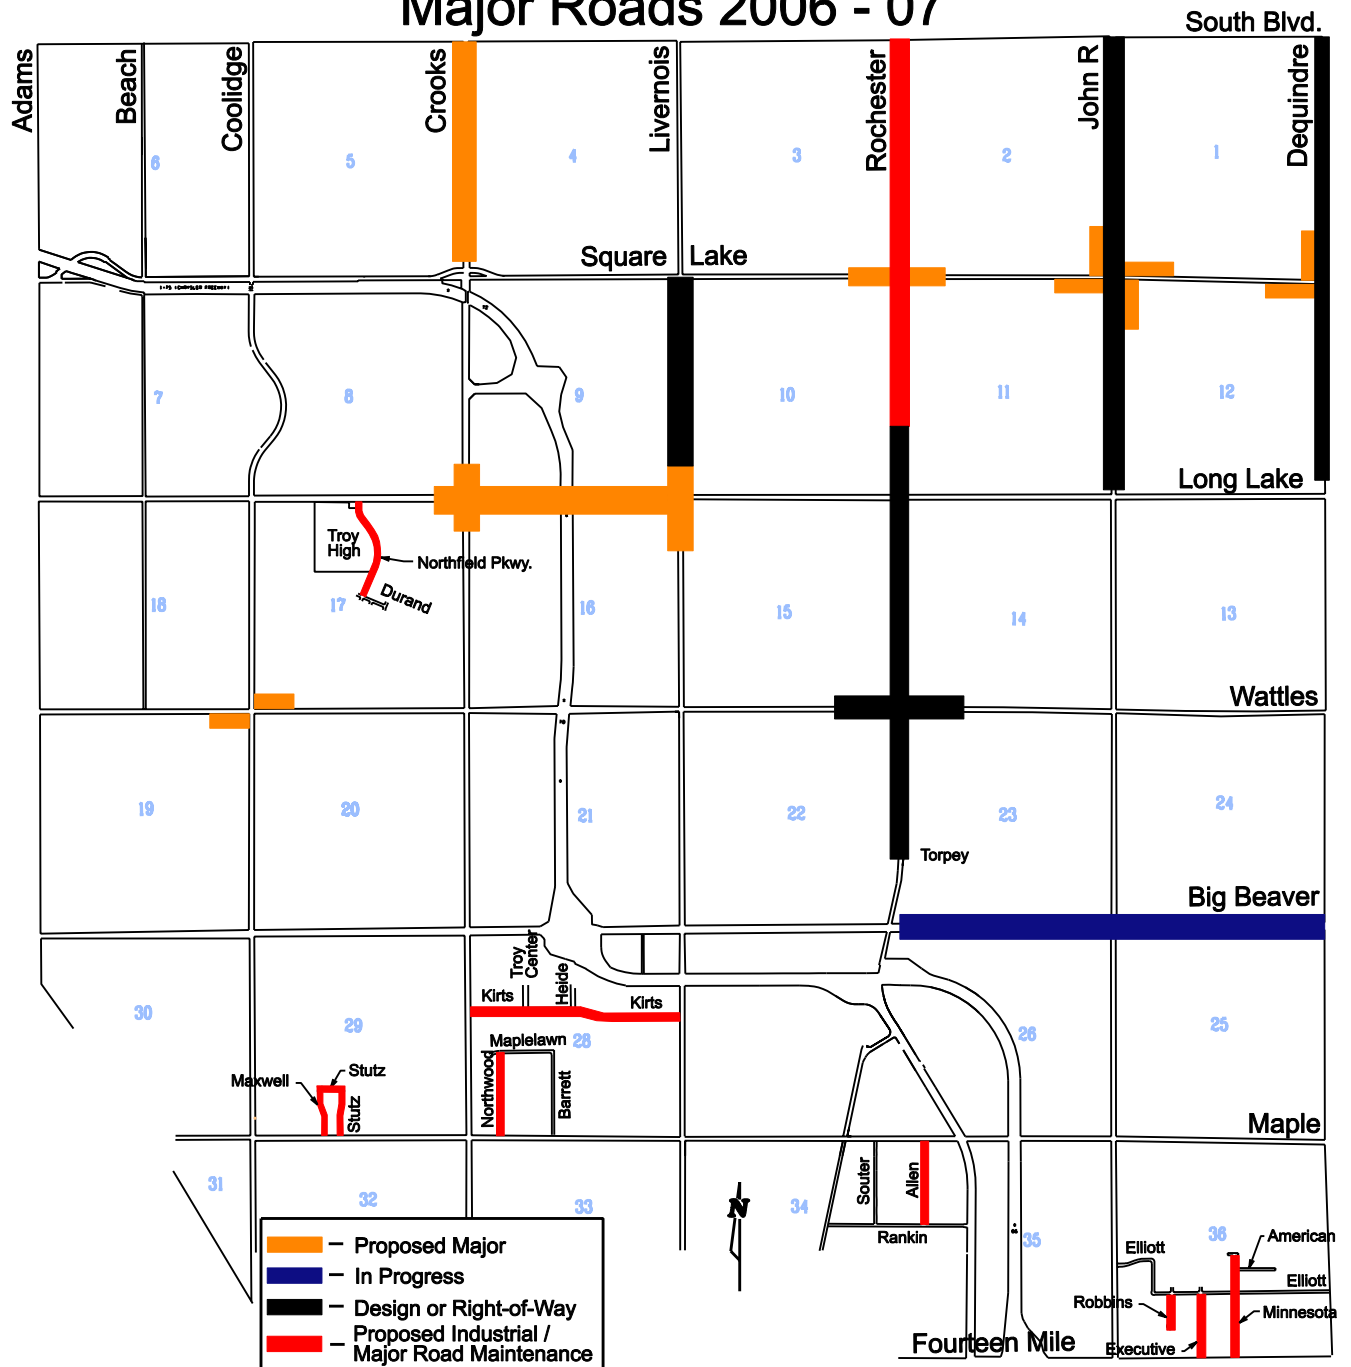 Major Roads 2006 - 07
South Blvd.
Adams
Beach
Coolidge
Crooks
Livernois
Rochester
John R
Dequindre
6
5
4
3
2
1
Square Lake
7
8
9
10
11
12
Long Lake
Troy
High
Northfield Pkwy.
Durand
18
17
16
15
14
13
Wattles
19
20
21
22
23
24
Torpey
Big Beaver
Troy
Center
Heide
Kirts
Kirts
30
29
28
26
25
Maplelawn
Northwood
Barrett
Maxwell
Stutz
Stutz
Maple
31
32
33
34
35
36
Souter
Allen
Rankin
N
American
Elliott
Elliott
Robbins
Minnesota
Executive
Fourteen Mile
– Proposed Major
– In Progress
– Design or Right-of-Way
– Proposed Industrial /
Major Road Maintenance